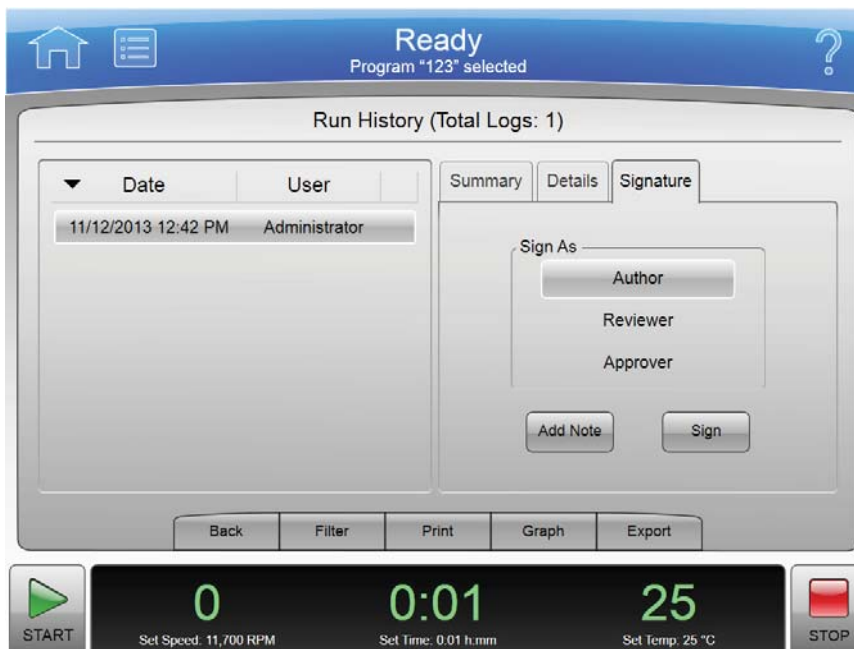 Ready
Program "123" selected
?
Run History (Total Logs: 1)
Date User
11/12/2013 12:42 PM Administrator
Summary Details Signature
Sign As
Author
Reviewer
Approver
Add Note Sign
Back Filter Print Graph Export
START
0 0:01 25
Set Speed: 11,700 RPM Set Time: 0:01 h:mm Set Temp: 25 °C
STOP